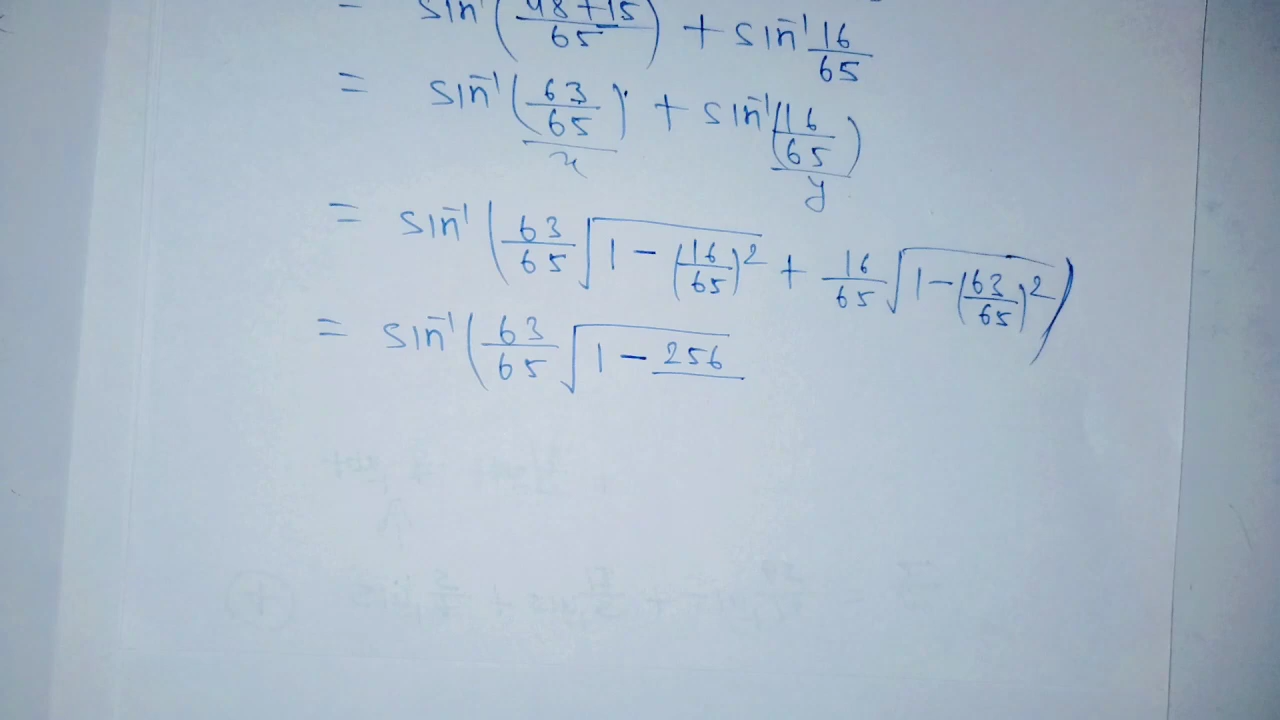 = sin⁻¹(48+15/65) + sin⁻¹ 16/65
= sin⁻¹(63/65) + sin⁻¹(16/65)
x y
= sin⁻¹(63/65 √1 - (16/65)² + 16/65 √1 - (63/65)²)
= sin⁻¹(63/65 √1 - 256